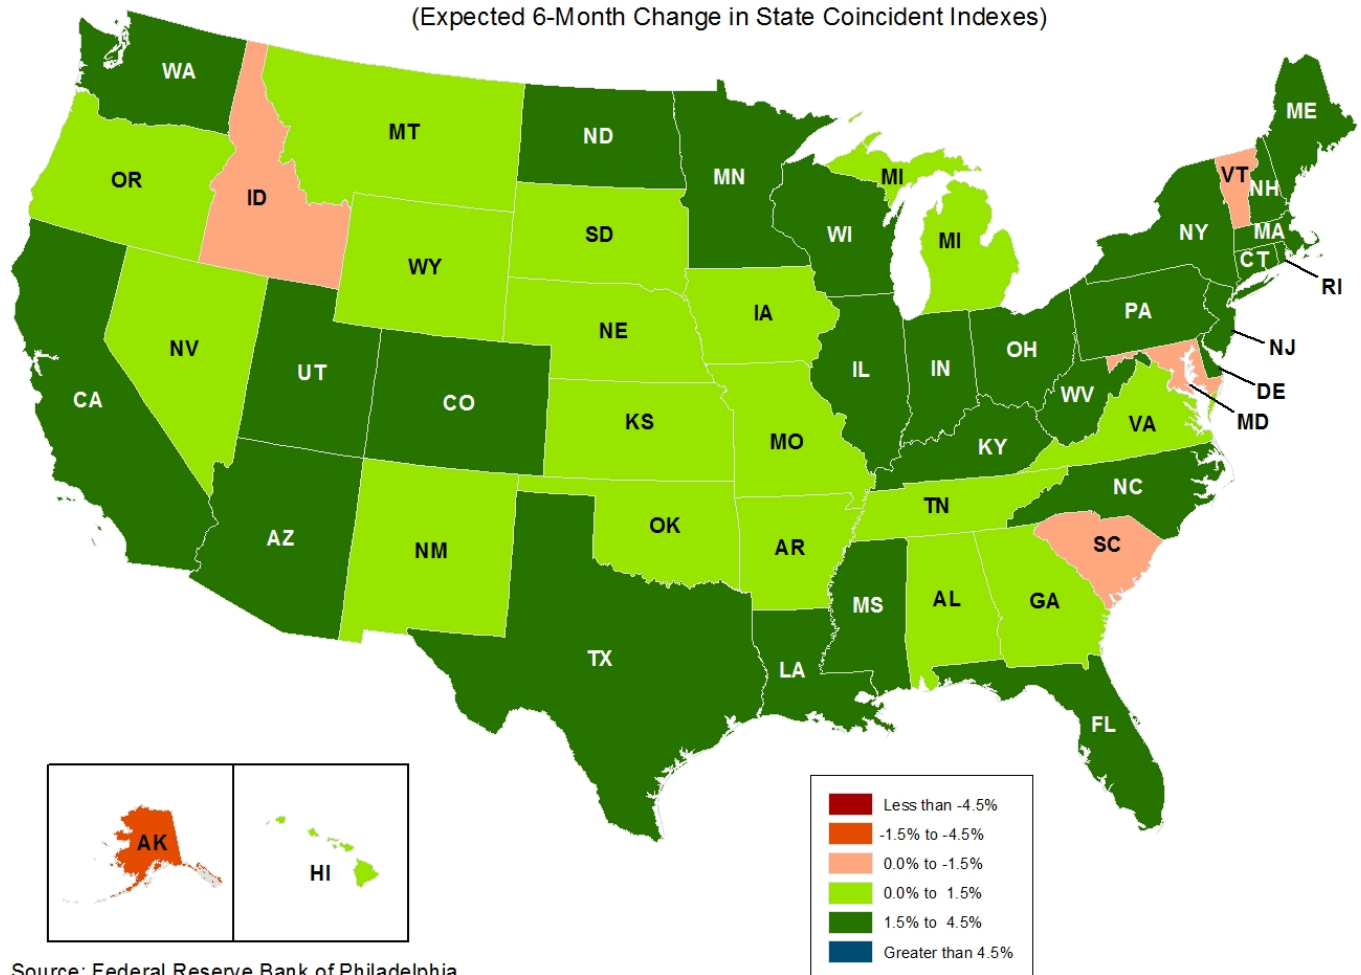 (Expected 6-Month Change in State Coincident Indexes)
WA
ME
MT
ND
OR
MN
MI
VT
NH
ID
NY
MA
SD
WI
MI
CT
WY
RI
IA
PA
NE
NV
OH
NJ
UT
IL
IN
DE
CA
CO
WV
MD
KS
VA
MO
KY
NC
TN
OK
AZ
NM
AR
SC
MS
AL
GA
TX
LA
FL
AK
HI
Less than -4.5%
-1.5% to -4.5%
0.0% to -1.5%
0.0% to 1.5%
1.5% to 4.5%
Greater than 4.5%
Source: Federal Reserve Bank of Philadelphia